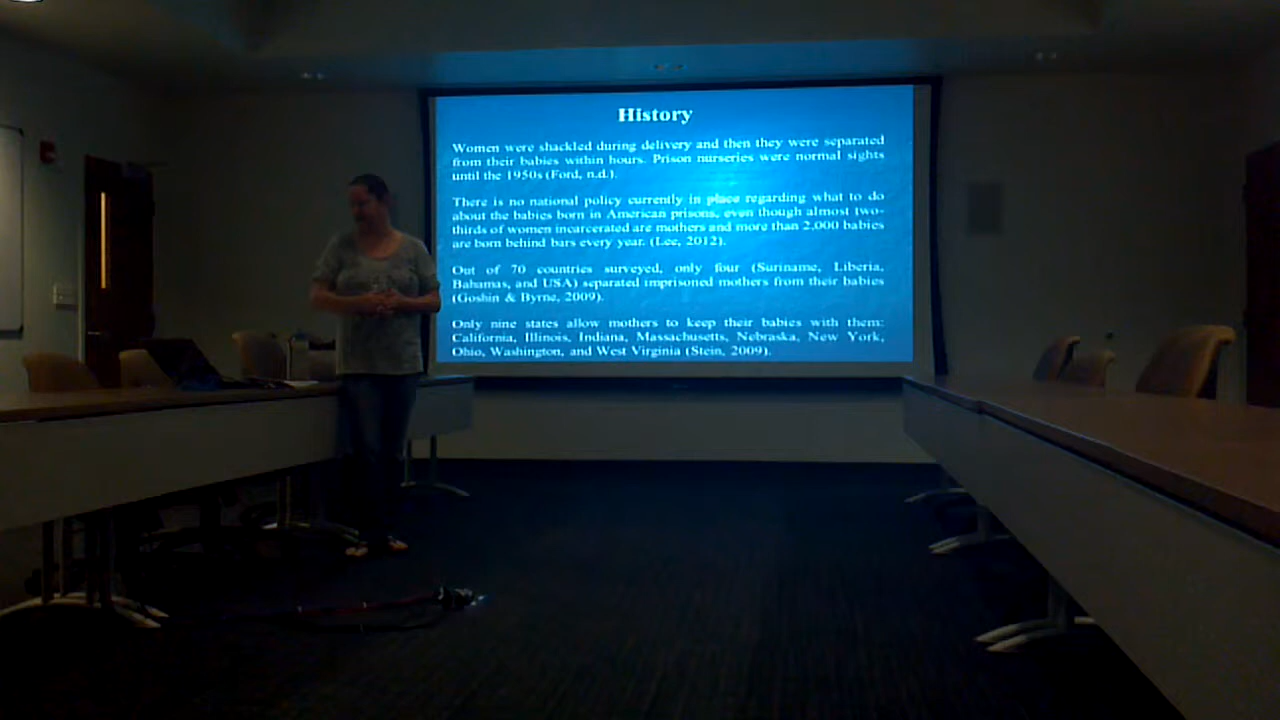 History
Women were shackled during delivery and then they were separated
from their babies within hours. Prison nurseries were normal sights
until the 1950s (Ford, n.d.).
There is no national policy currently in place regarding what to do
about the babies born in American prisons, even though almost two-
thirds of women incarcerated are mothers and more than 2,000 babies
are born behind bars every year. (Lee, 2012).
Out of 70 countries surveyed, only four (Suriname, Liberia,
Bahamas, and USA) separated imprisoned mothers from their babies
(Goshin & Byrne, 2009).
Only nine states allow mothers to keep their babies with them:
California, Illinois, Indiana, Massachusetts, Nebraska, New York,
Ohio, Washington, and West Virginia (Stein, 2009).